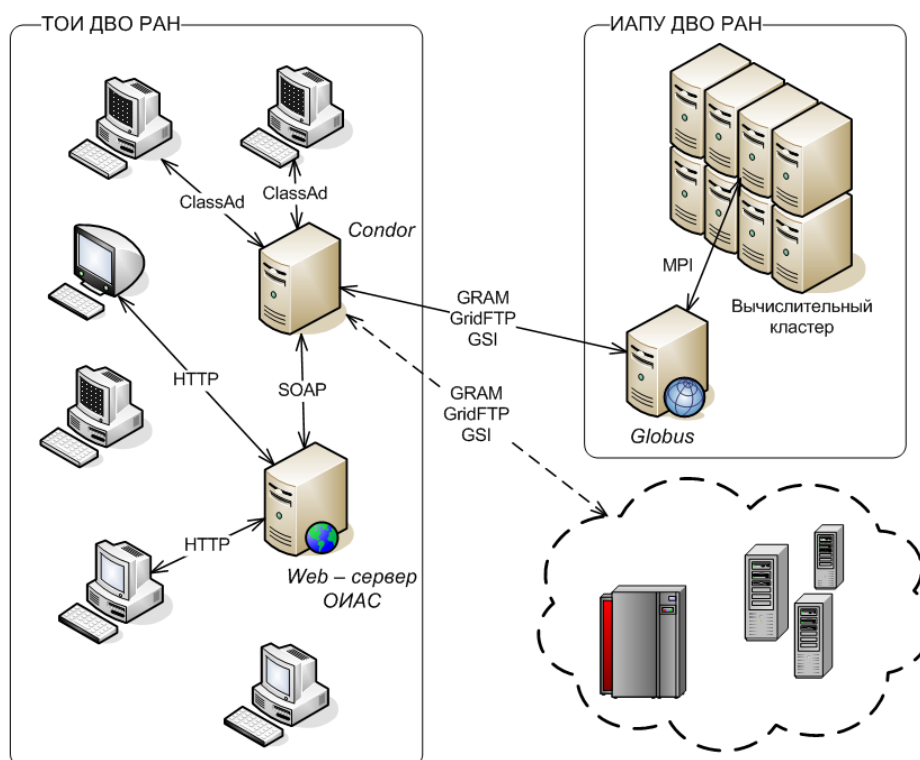 ТОИ ДВО РАН
ИАПУ ДВО РАН
ClassAd
ClassAd
Condor
MPI
Вычислительный
кластер
GRAM
GridFTP
GSI
HTTP
SOAP
GRAM
GridFTP
GSI
Globus
HTTP
Web – сервер
ОИАС